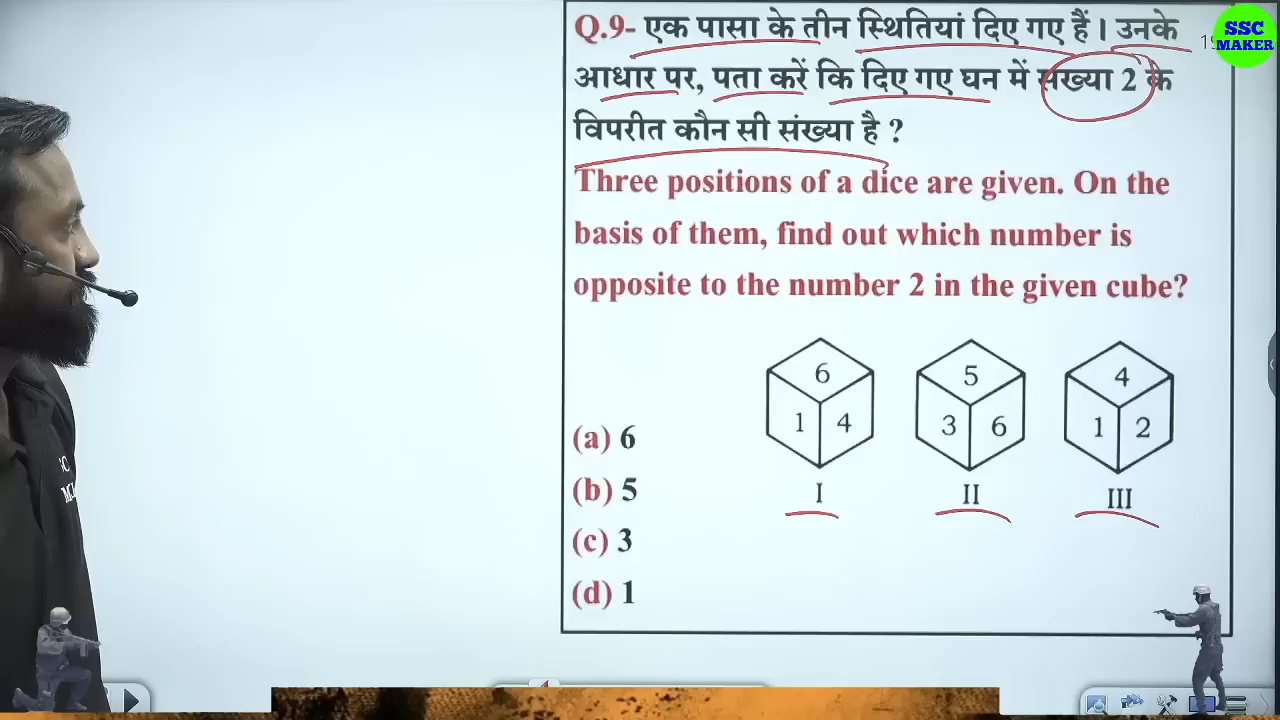 Q.9- एक पासा के तीन स्थितियां दिए गए हैं। उनके
आधार पर, पता करें कि दिए गए घन में संख्या 2 के
विपरीत कौन सी संख्या है ?
Three positions of a dice are given. On the
basis of them, find out which number is
opposite to the number 2 in the given cube?
6
1 4
I
5
3 6
II
4
1 2
III
(a) 6
(b) 5
(c) 3
(d) 1
SSC
MAKER